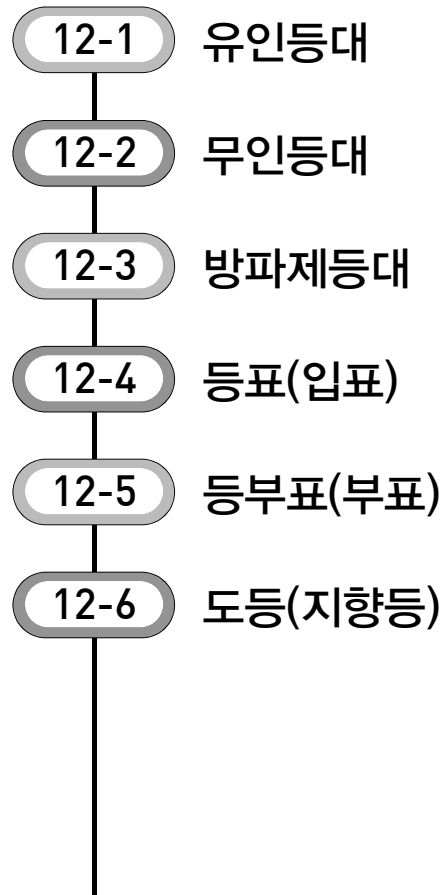 12-1 유인등대
12-2 무인등대
12-3 방파제등대
12-4 등표(입표)
12-5 등부표(부표)
12-6 도등(지향등)